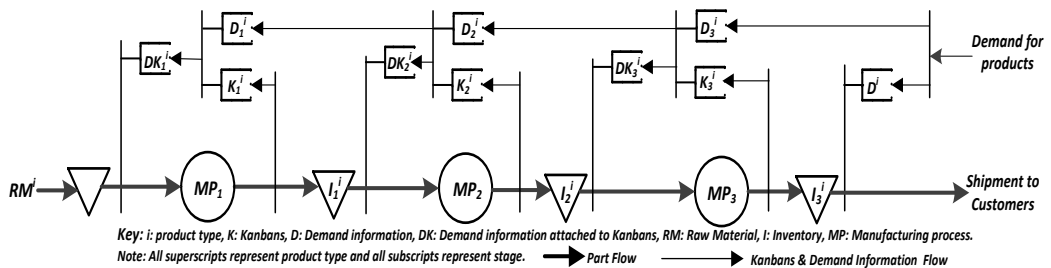 D₁ⁱ D₂ⁱ D₃ⁱ
Demand for
products
DK₁ⁱ DK₂ⁱ DK₃ⁱ
K₁ⁱ K₂ⁱ K₃ⁱ Dⁱ
RMⁱ MP₁ I₁ⁱ MP₂ I₂ⁱ MP₃ I₃ⁱ
Shipment to
Customers
Key: i: product type, K: Kanbans, D: Demand information, DK: Demand information attached to Kanbans, RM: Raw Material, I: Inventory, MP: Manufacturing process.
Note: All superscripts represent product type and all subscripts represent stage. Part Flow Kanbans & Demand Information Flow